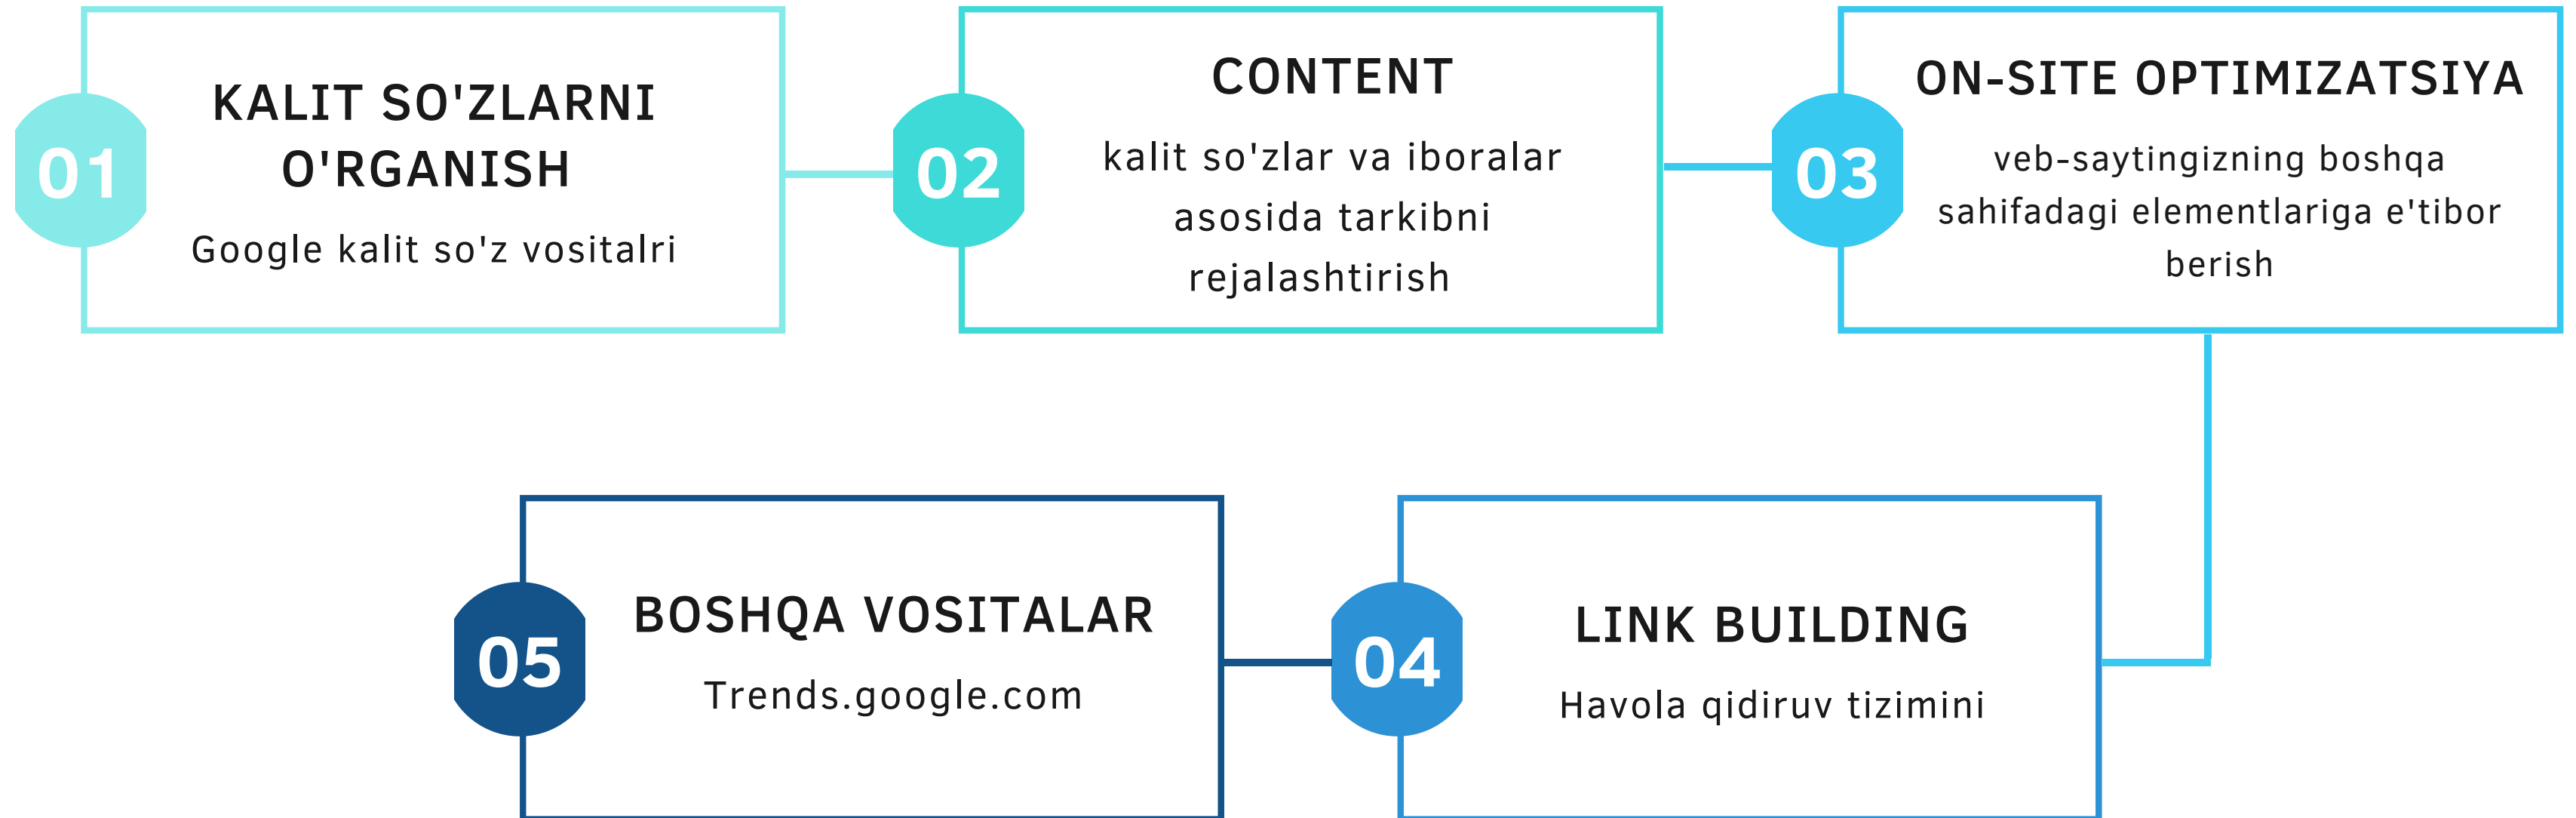 01
KALIT SO'ZLARNI
O'RGANISH
Google kalit so'z vositalri
02
CONTENT
kalit so'zlar va iboralar
asosida tarkibni
rejalashtirish
03
ON-SITE OPTIMIZATSIYA
veb-saytingizning boshqa
sahifadagi elementlariga e'tibor
berish
04
LINK BUILDING
Havola qidiruv tizimini
05
BOSHQA VOSITALAR
Trends.google.com